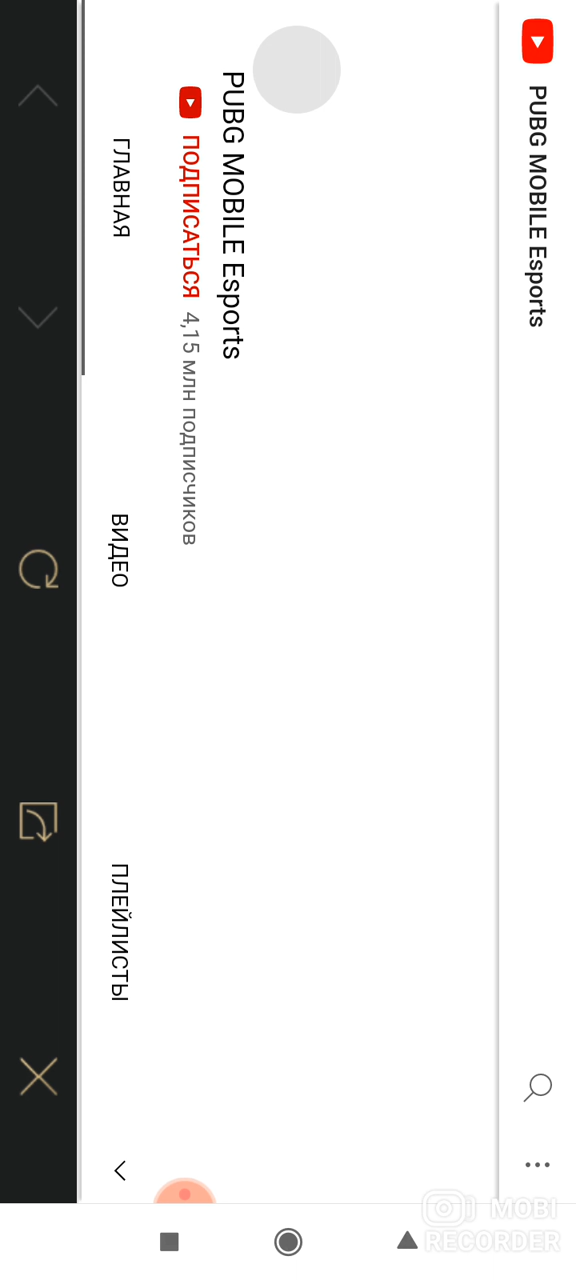 PUBG MOBILE Esports
PUBG MOBILE Esports
ПОДПИСАТЬСЯ 4,15 млн подписчиков
ГЛАВНАЯ ВИДЕО ПЛЕЙЛИСТЫ
MOBI
RECORDER